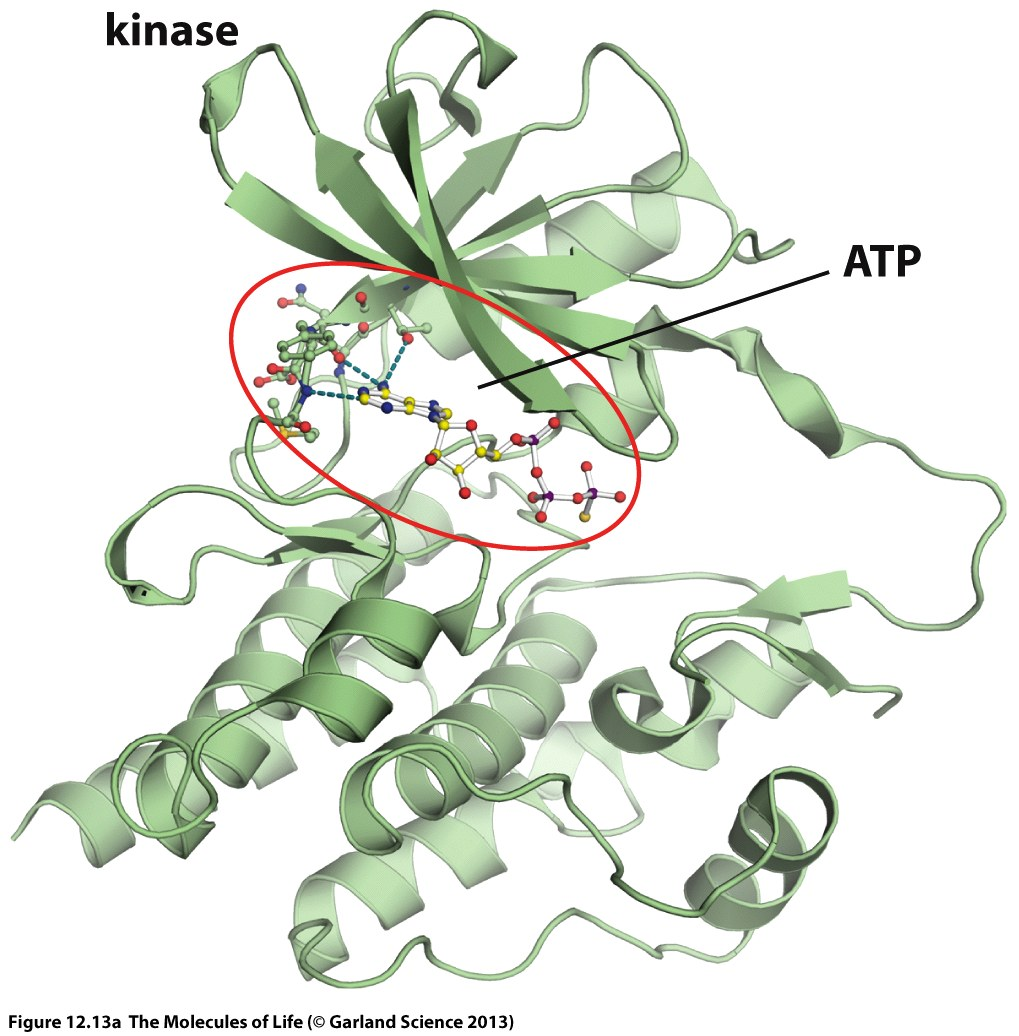 kinase
ATP
Figure 12.13a The Molecules of Life (© Garland Science 2013)